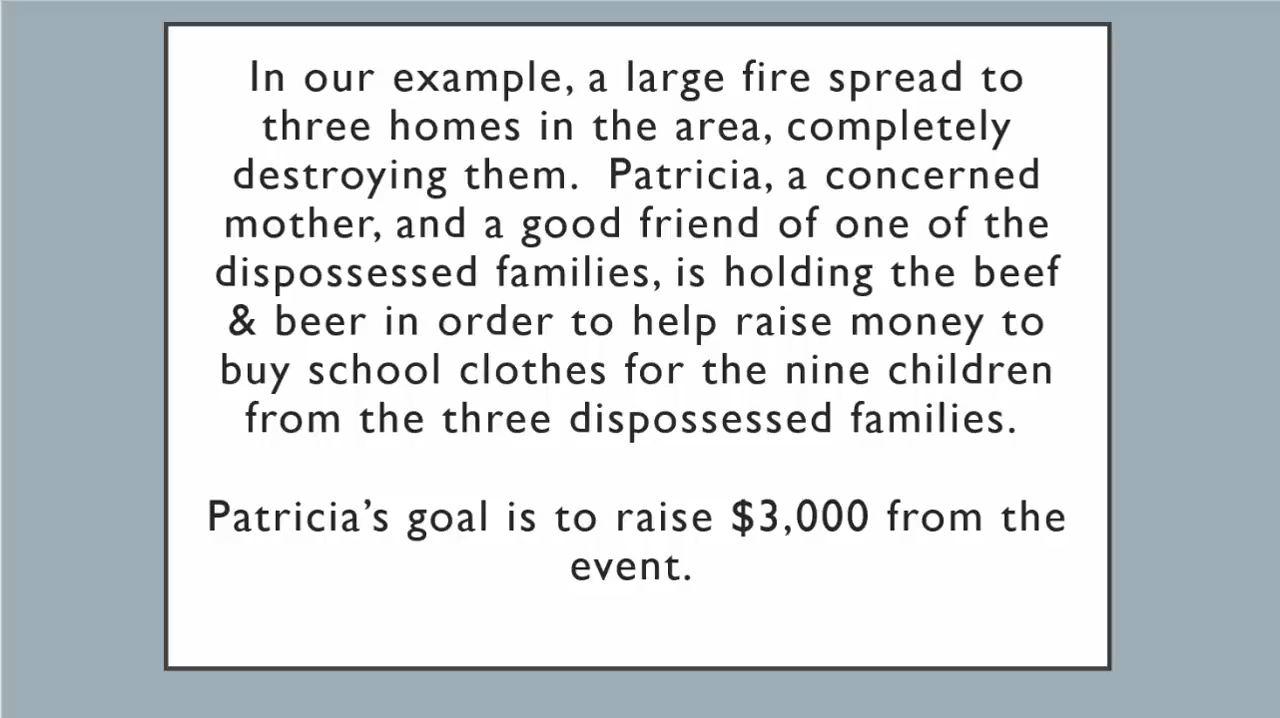 In our example, a large fire spread to
three homes in the area, completely
destroying them.  Patricia, a concerned
mother, and a good friend of one of the
dispossessed families, is holding the beef
& beer in order to help raise money to
buy school clothes for the nine children
from the three dispossessed families.
Patricia’s goal is to raise $3,000 from the
event.